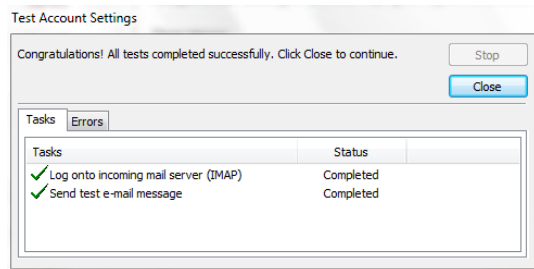 Test Account Settings
Congratulations! All tests completed successfully. Click Close to continue.
Stop
Close
Tasks Errors
Tasks Status
Log onto incoming mail server (IMAP) Completed
Send test e-mail message Completed